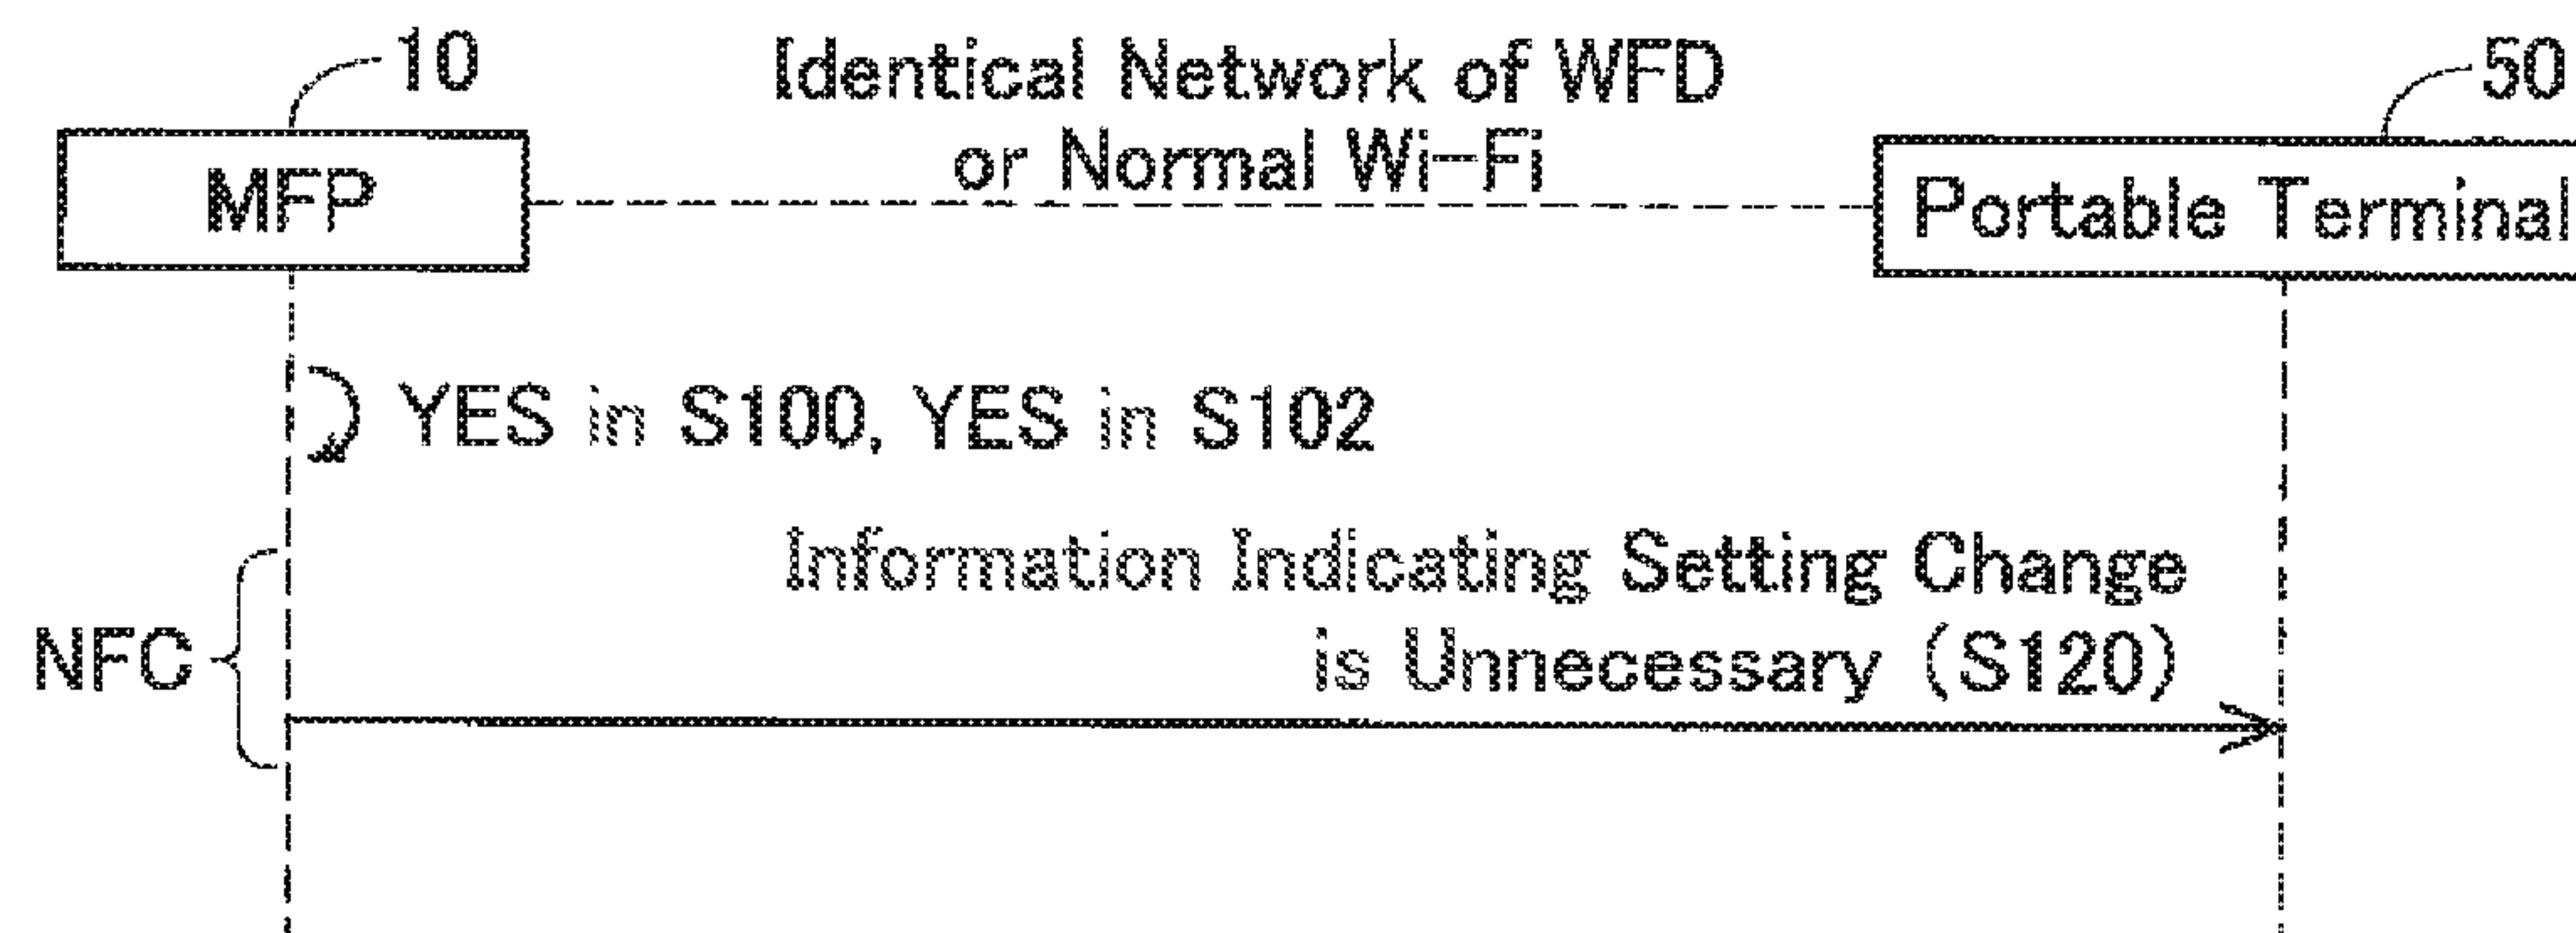 10
Identical Network of WFD
or Normal Wi-Fi
50
MFP
Portable Terminal
YES in S100, YES in S102
Information Indicating Setting Change
is Unnecessary (S120)
NFC